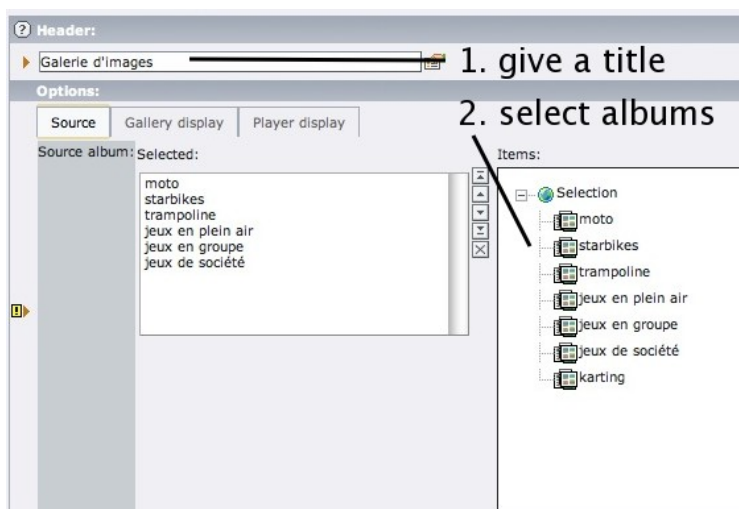 Header:
Galerie d'images
1. give a title
Options:
2. select albums
Source
Gallery display
Player display
Source album:
Selected:
Items:
moto
starbikes
trampoline
jeux en plein air
jeux en groupe
jeux de société
Selection
moto
starbikes
trampoline
jeux en plein air
jeux en groupe
jeux de société
karting